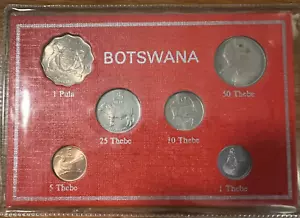 BOTSWANA
1 Pula
50 Thebe
25 Thebe
10 Thebe
5 Thebe
1 Thebe